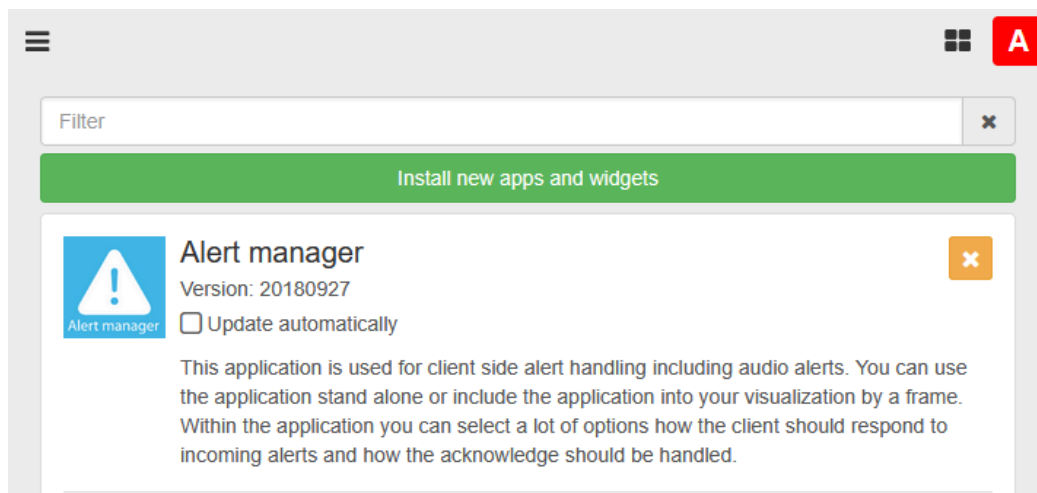 A
Filter
Install new apps and widgets
Alert manager
Version: 20180927
Alert manager
Update automatically
This application is used for client side alert handling including audio alerts. You can use
the application stand alone or include the application into your visualization by a frame.
Within the application you can select a lot of options how the client should respond to
incoming alerts and how the acknowledge should be handled.